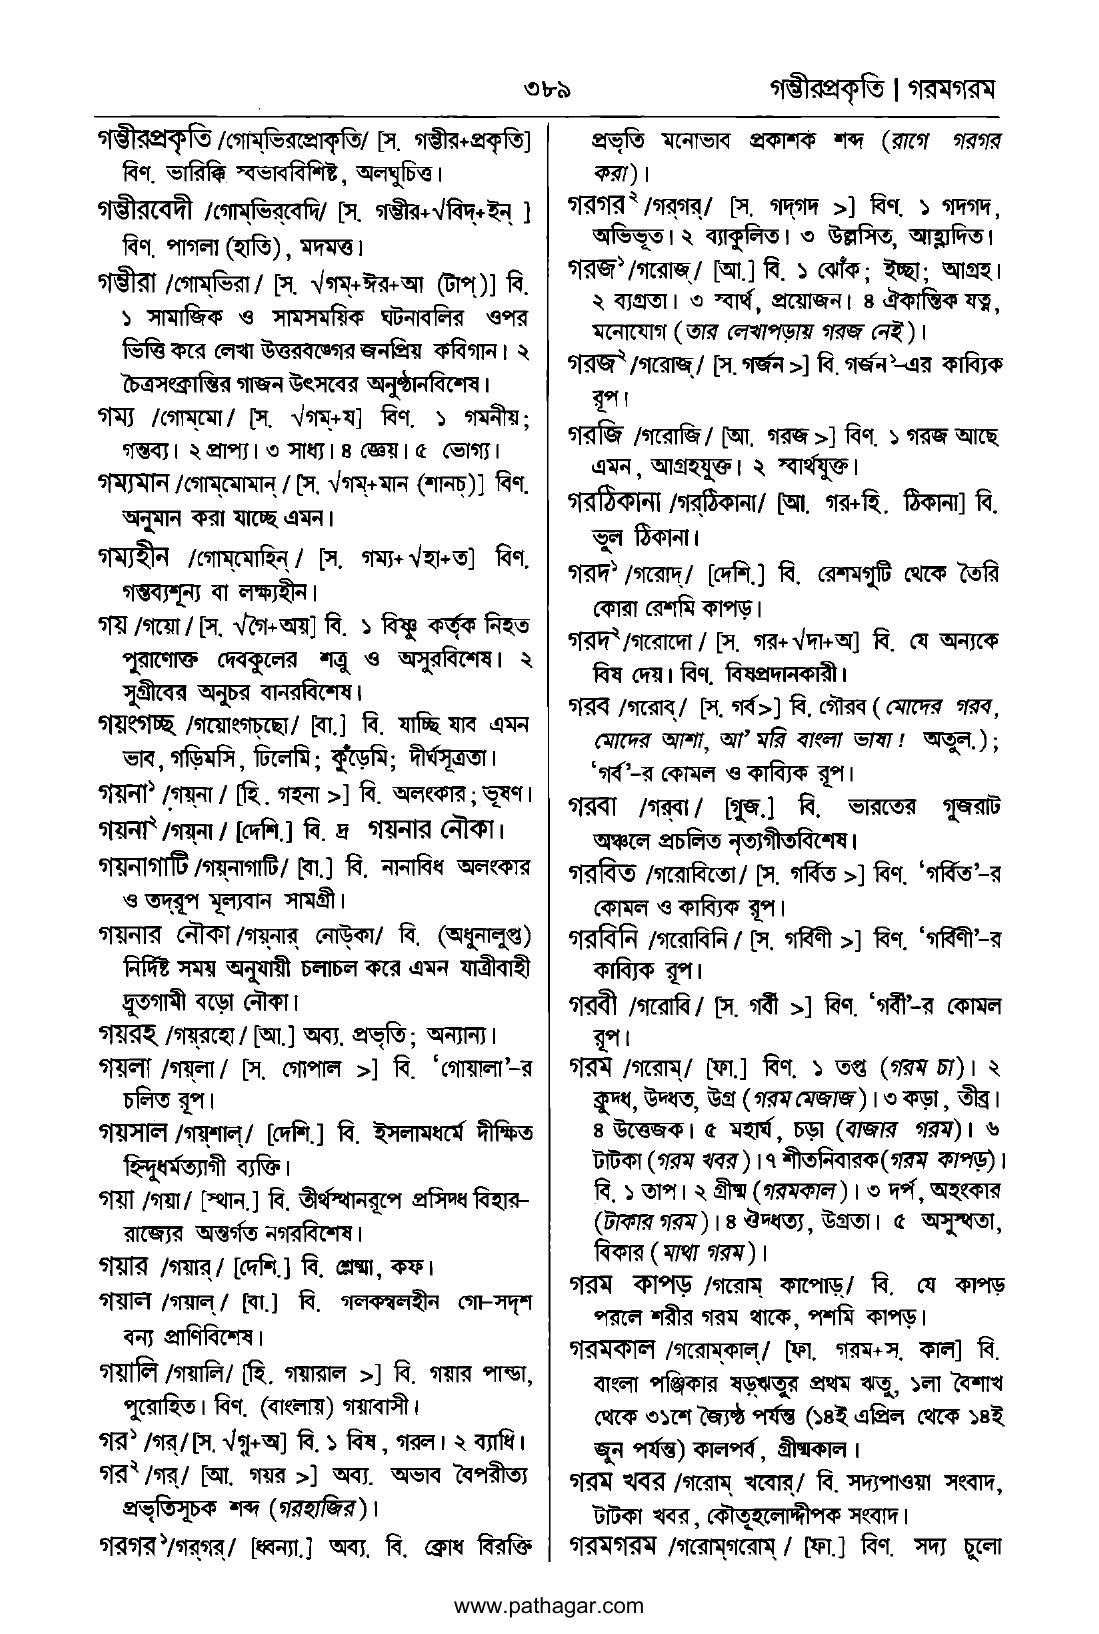 ৩৮৯
গম্ভীরপ্রকৃতি | গরমগরম
গম্ভীরপ্রকৃতি /গোম্‌ভিরপ্রোকৃতি/ [স. গম্ভীর+প্রকৃতি]
বিণ. ভারিক্কি স্বভাববিশিষ্ট, অলঘুচিত্ত।
গম্ভীরবেদী /গোম্‌ভির্‌বেদি/ [স. গম্ভীর+√বিদ্‌+ইন্‌ ]
বিণ. পাগলা (হাতি), মদমত্ত।
গম্ভীরা /গোম্‌ভিরা/ [স. √গম্‌+ঈর+আ (টাপ্‌)] বি.
১ সামাজিক ও সামসময়িক ঘটনাবলির ওপর
ভিত্তি করে লেখা উত্তরবঙ্গের জনপ্রিয় কবিগান। ২
চৈত্রসংক্রান্তির গাজন উৎসবের অনুষ্ঠানবিশেষ।
গম্য /গোম্‌মো/ [স. √গম্‌+য] বিণ. ১ গমনীয়;
গন্তব্য। ২ প্রাপ্য। ৩ সাধ্য। ৪ জ্ঞেয়। ৫ ভোগ্য।
গম্যমান /গোম্‌মোমান্‌/ [স. √গম্‌+মান (শানচ)] বিণ.
অনুমান করা যাচ্ছে এমন।
গম্যহীন /গোম্‌মোহিন্‌/ [স. গম্য+√হা+ত] বিণ.
গন্তব্যশূন্য বা লক্ষ্যহীন।
গয় /গয়ো/ [স. √গৈ+অয়] বি. ১ বিষ্ণু কর্তৃক নিহত
পুরাণোক্ত দেবকুলের শত্রু ও অসুরবিশেষ। ২
সুগ্রীবের অনুচর বানরবিশেষ।
গয়ংগচ্ছ /গয়োংগচ্‌ছো/ [বা.] বি. যাচ্ছি যাব এমন
ভাব, গড়িমসি, ঢিলেমি; কুঁড়েমি; দীর্ঘসূত্রতা।
গয়না১ /গয়্‌না/ [হি. গহনা >] বি. অলংকার; ভূষণ।
গয়না২ /গয়্‌না/ [দেশি.] বি. দ্র গয়নার নৌকা।
গয়নাগাটি /গয়্‌নাগাটি/ [বা.] বি. নানাবিধ অলংকার
ও তদ্‌রূপ মূল্যবান সামগ্রী।
গয়নার নৌকা /গয়্‌নার্‌ নোউ্‌কা/ বি. (অধুনালুপ্ত)
নির্দিষ্ট সময় অনুযায়ী চলাচল করে এমন যাত্রীবাহী
দ্রুতগামী বড়ো নৌকা।
গয়রহ /গয়্‌রহো/ [আ.] অব্য. প্রভৃতি; অন্যান্য।
গয়লা /গয়্‌লা/ [স. গোপাল >] বি. ‘গোয়ালা’-র
চলিত রূপ।
গয়সাল /গয়্‌শাল্‌/ [দেশি.] বি. ইসলামধর্মে দীক্ষিত
হিন্দুধর্মত্যাগী ব্যক্তি।
গয়া /গয়া/ [স্থান.] বি. তীর্থস্থানরূপে প্রসিদ্ধ বিহার-
রাজ্যের অন্তর্গত নগরবিশেষ।
গয়ার /গয়ার্‌/ [দেশি.] বি. শ্লেষ্মা, কফ।
গয়াল /গয়াল্‌/ [বা.] বি. গলকম্বলহীন গো-সদৃশ
বন্য প্রাণিবিশেষ।
গয়ালি /গয়ালি/ [হি. গয়ারাল >] বি. গয়ার পান্ডা,
পুরোহিত। বিণ. (বাংলায়) গয়াবাসী।
গর১ /গর্‌/ [স. √গৃ+অ] বি. ১ বিষ, গরল। ২ ব্যাধি।
গর২ /গর্‌/ [আ. গয়র >] অব্য. অভাব বৈপরীত্য
প্রভৃতিসূচক শব্দ (গরহাজির)।
গরগর১ /গর্‌গর্‌/ [ধ্বন্যা.] অব্য. বি. ক্রোধ বিরক্তি
প্রভৃতি মনোভাব প্রকাশক শব্দ (রাগে গরগর
করা)।
গরগর২ /গর্‌গর্‌/ [স. গদ্‌গদ >] বিণ. ১ গদগদ,
অভিভূত। ২ ব্যাকুলিত। ৩ উল্লসিত, আহ্লাদিত।
গরজ১ /গরোজ্‌/ [আ.] বি. ১ ঝোঁক; ইচ্ছা; আগ্রহ।
২ ব্যগ্রতা। ৩ স্বার্থ, প্রয়োজন। ৪ ঐকান্তিক যত্ন,
মনোযোগ (তার লেখাপড়ায় গরজ নেই)।
গরজ২ /গরোজ্‌/ [স. গর্জন >] বি. গর্জন১-এর কাব্যিক
রূপ।
গরজি /গরোজি/ [আ. গরজ >] বিণ. ১ গরজ আছে
এমন, আগ্রহযুক্ত। ২ স্বার্থযুক্ত।
গরঠিকানা /গর্‌ঠিকানা/ [আ. গর+হি. ঠিকানা] বি.
ভুল ঠিকানা।
গরদ১ /গরোদ্‌/ [দেশি.] বি. রেশমগুটি থেকে তৈরি
কোরা রেশমি কাপড়।
গরদ২ /গরোদো/ [স. গর+√দা+অ] বি. যে অন্যকে
বিষ দেয়। বিণ. বিষপ্রদানকারী।
গরব /গরোব্‌/ [স. গর্ব>] বি. গৌরব (মোদের গরব,
মোদের আশা, আ’ মরি বাংলা ভাষা! অতুল.);
‘গর্ব’-র কোমল ও কাব্যিক রূপ।
গরবা /গর্‌বা/ [গুজ.] বি. ভারতের গুজরাট
অঞ্চলে প্রচলিত নৃত্যগীতবিশেষ।
গরবিত /গরোবিতো/ [স. গর্বিত >] বিণ. ‘গর্বিত’-র
কোমল ও কাব্যিক রূপ।
গরবিনি /গরোবিনি/ [স. গর্বিণী >] বিণ. ‘গর্বিণী’-র
কাব্যিক রূপ।
গরবী /গরোবি/ [স. গর্বী >] বিণ. ‘গর্বী’-র কোমল
রূপ।
গরম /গরোম্‌/ [ফা.] বিণ. ১ তপ্ত (গরম চা)। ২
ক্রুদ্ধ, উদ্ধত, উগ্র (গরম মেজাজ)। ৩ কড়া, তীব্র।
৪ উত্তেজক। ৫ মহার্ঘ, চড়া (বাজার গরম)। ৬
টাটকা (গরম খবর)। ৭ শীতনিবারক(গরম কাপড়)।
বি. ১ তাপ। ২ গ্রীষ্ম (গরমকাল)। ৩ দর্প, অহংকার
(টাকার গরম)। ৪ ঔদ্ধত্য, উগ্রতা। ৫ অসুস্থতা,
বিকার (মাথা গরম)।
গরম কাপড় /গরোম্‌ কাপোড়্‌/ বি. যে কাপড়
পরলে শরীর গরম থাকে, পশমি কাপড়।
গরমকাল /গরোম্‌কাল্‌/ [ফা. গরম+স. কাল] বি.
বাংলা পঞ্জিকার ষড়্‌ঋতুর প্রথম ঋতু, ১লা বৈশাখ
থেকে ৩১শে জ্যৈষ্ঠ পর্যন্ত (১৪ই এপ্রিল থেকে ১৪ই
জুন পর্যন্ত) কালপর্ব, গ্রীষ্মকাল।
গরম খবর /গরোম্‌ খবোর্‌/ বি. সদ্যপাওয়া সংবাদ,
টাটকা খবর, কৌতূহলোদ্দীপক সংবাদ।
গরমগরম /গরোম্‌গরোম্‌/ [ফা.] বিণ. সদ্য চুলো
www.pathagar.com